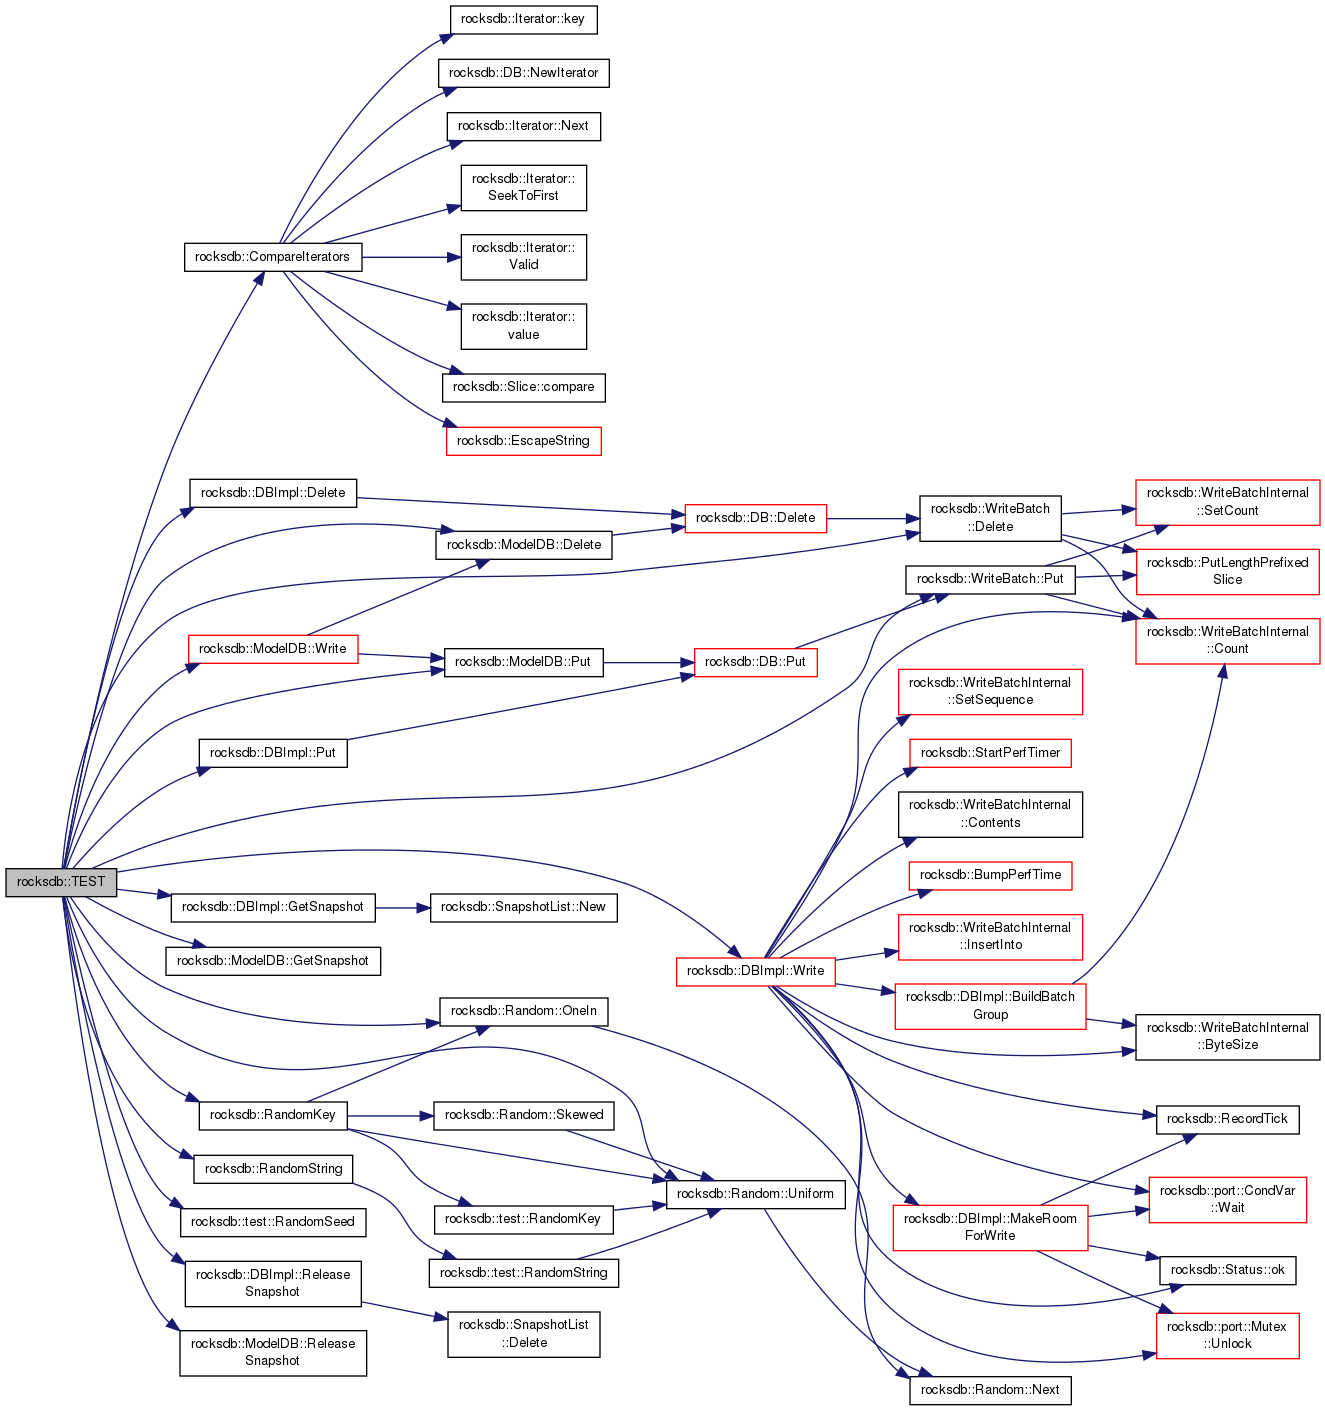 rocksdb::Iterator::key
rocksdb::DB::NewIterator
rocksdb::Iterator::Next
rocksdb::Iterator::
SeekToFirst
rocksdb::CompareIterators
rocksdb::Iterator::
Valid
rocksdb::Iterator::
value
rocksdb::Slice::compare
rocksdb::EscapeString
rocksdb::DBImpl::Delete
rocksdb::ModelDB::Delete
rocksdb::DB::Delete
rocksdb::WriteBatch
::Delete
rocksdb::WriteBatchInternal
::SetCount
rocksdb::PutLengthPrefixed
Slice
rocksdb::WriteBatch::Put
rocksdb::WriteBatchInternal
::Count
rocksdb::ModelDB::Write
rocksdb::ModelDB::Put
rocksdb::DB::Put
rocksdb::WriteBatchInternal
::SetSequence
rocksdb::DBImpl::Put
rocksdb::StartPerfTimer
rocksdb::WriteBatchInternal
::Contents
rocksdb::TEST
rocksdb::BumpPerfTime
rocksdb::DBImpl::GetSnapshot
rocksdb::SnapshotList::New
rocksdb::WriteBatchInternal
::InsertInto
rocksdb::ModelDB::GetSnapshot
rocksdb::DBImpl::Write
rocksdb::DBImpl::BuildBatch
Group
rocksdb::Random::OneIn
rocksdb::WriteBatchInternal
::ByteSize
rocksdb::RandomKey
rocksdb::Random::Skewed
rocksdb::RecordTick
rocksdb::RandomString
rocksdb::Random::Uniform
rocksdb::port::CondVar
::Wait
rocksdb::test::RandomSeed
rocksdb::test::RandomKey
rocksdb::DBImpl::MakeRoom
ForWrite
rocksdb::test::RandomString
rocksdb::Status::ok
rocksdb::DBImpl::Release
Snapshot
rocksdb::SnapshotList
::Delete
rocksdb::port::Mutex
::Unlock
rocksdb::ModelDB::Release
Snapshot
rocksdb::Random::Next